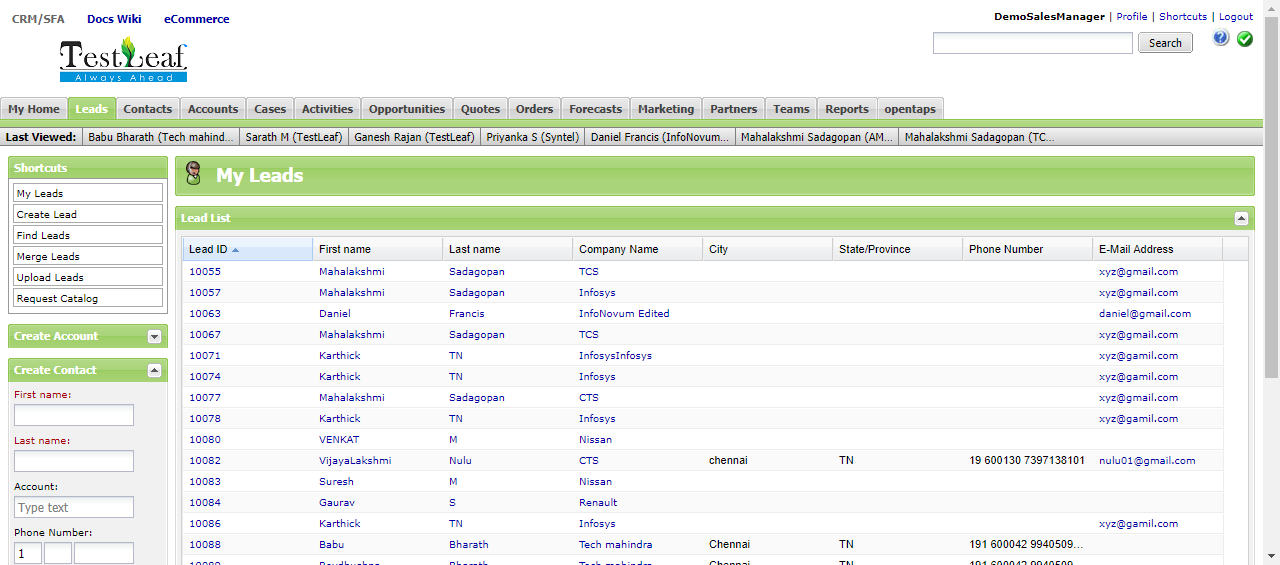 CRM/SFA Docs Wiki eCommerce
DemoSalesManager | Profile | Shortcuts | Logout
TestLeaf
Always Ahead
Search
My Home Leads Contacts Accounts Cases Activities Opportunities Quotes Orders Forecasts Marketing Partners Teams Reports opentaps
Last Viewed: Babu Bharath (Tech mahind... Sarath M (TestLeaf) Ganesh Rajan (TestLeaf) Priyanka S (Syntel) Daniel Francis (InfoNovum... Mahalakshmi Sadagopan (AM... Mahalakshmi Sadagopan (TC...
Shortcuts
My Leads
Create Lead
Find Leads
Merge Leads
Upload Leads
Request Catalog
Create Account
Create Contact
First name:
Last name:
Account:
Type text
Phone Number:
1
My Leads
Lead List
Lead ID First name Last name Company Name City State/Province Phone Number E-Mail Address
10055 Mahalakshmi Sadagopan TCS xyz@gmail.com
10057 Mahalakshmi Sadagopan Infosys xyz@gmail.com
10063 Daniel Francis InfoNovum Edited daniel@gmail.com
10067 Mahalakshmi Sadagopan TCS xyz@gmail.com
10071 Karthick TN InfosysInfosys xyz@gamil.com
10074 Karthick TN Infosys xyz@gamil.com
10077 Mahalakshmi Sadagopan CTS xyz@gmail.com
10078 Karthick TN Infosys xyz@gamil.com
10080 VENKAT M Nissan
10082 VijayaLakshmi Nulu CTS chennai TN 19 600130 7397138101 nulu01@gmail.com
10083 Suresh M Nissan
10084 Gaurav S Renault
10086 Karthick TN Infosys xyz@gamil.com
10088 Babu Bharath Tech mahindra Chennai TN 191 600042 9940509...
Bharath Tech mahindra Chennai TN 191 600042 9940509...